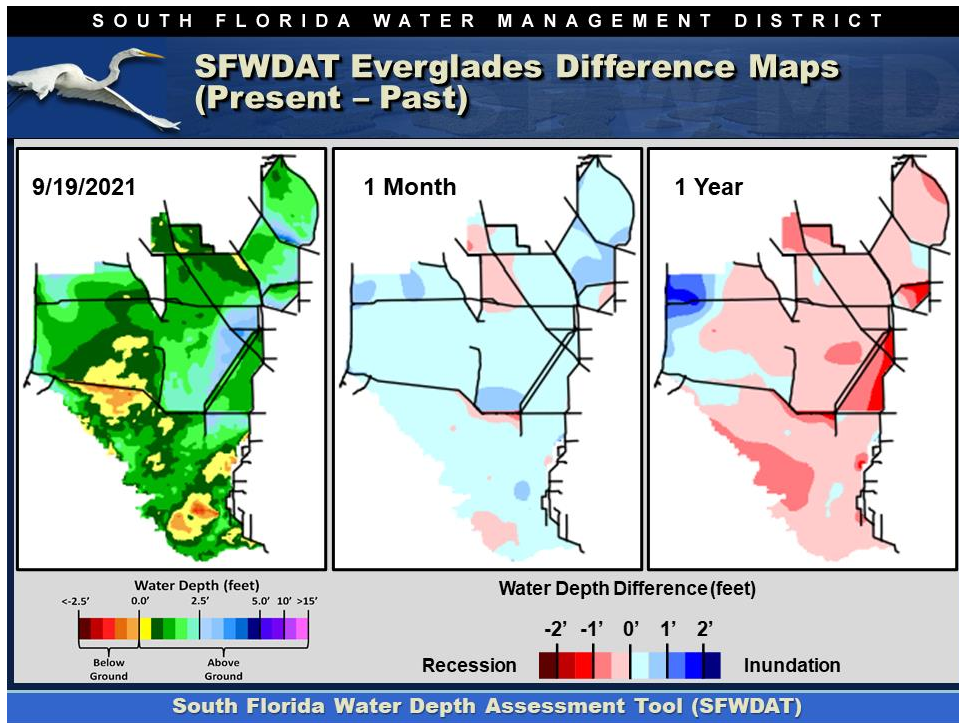 SOUTH FLORIDA WATER MANAGEMENT DISTRICT
SFWDAT Everglades Difference Maps
(Present – Past)
SFWMD
9/19/2021
1 Month
1 Year
Water Depth (feet)
<-2.5' 0.0' 2.5' 5.0' 10' >15'
Below
Ground
Above
Ground
Water Depth Difference (feet)
-2' -1' 0' 1' 2'
Recession
Inundation
South Florida Water Depth Assessment Tool (SFWDAT)